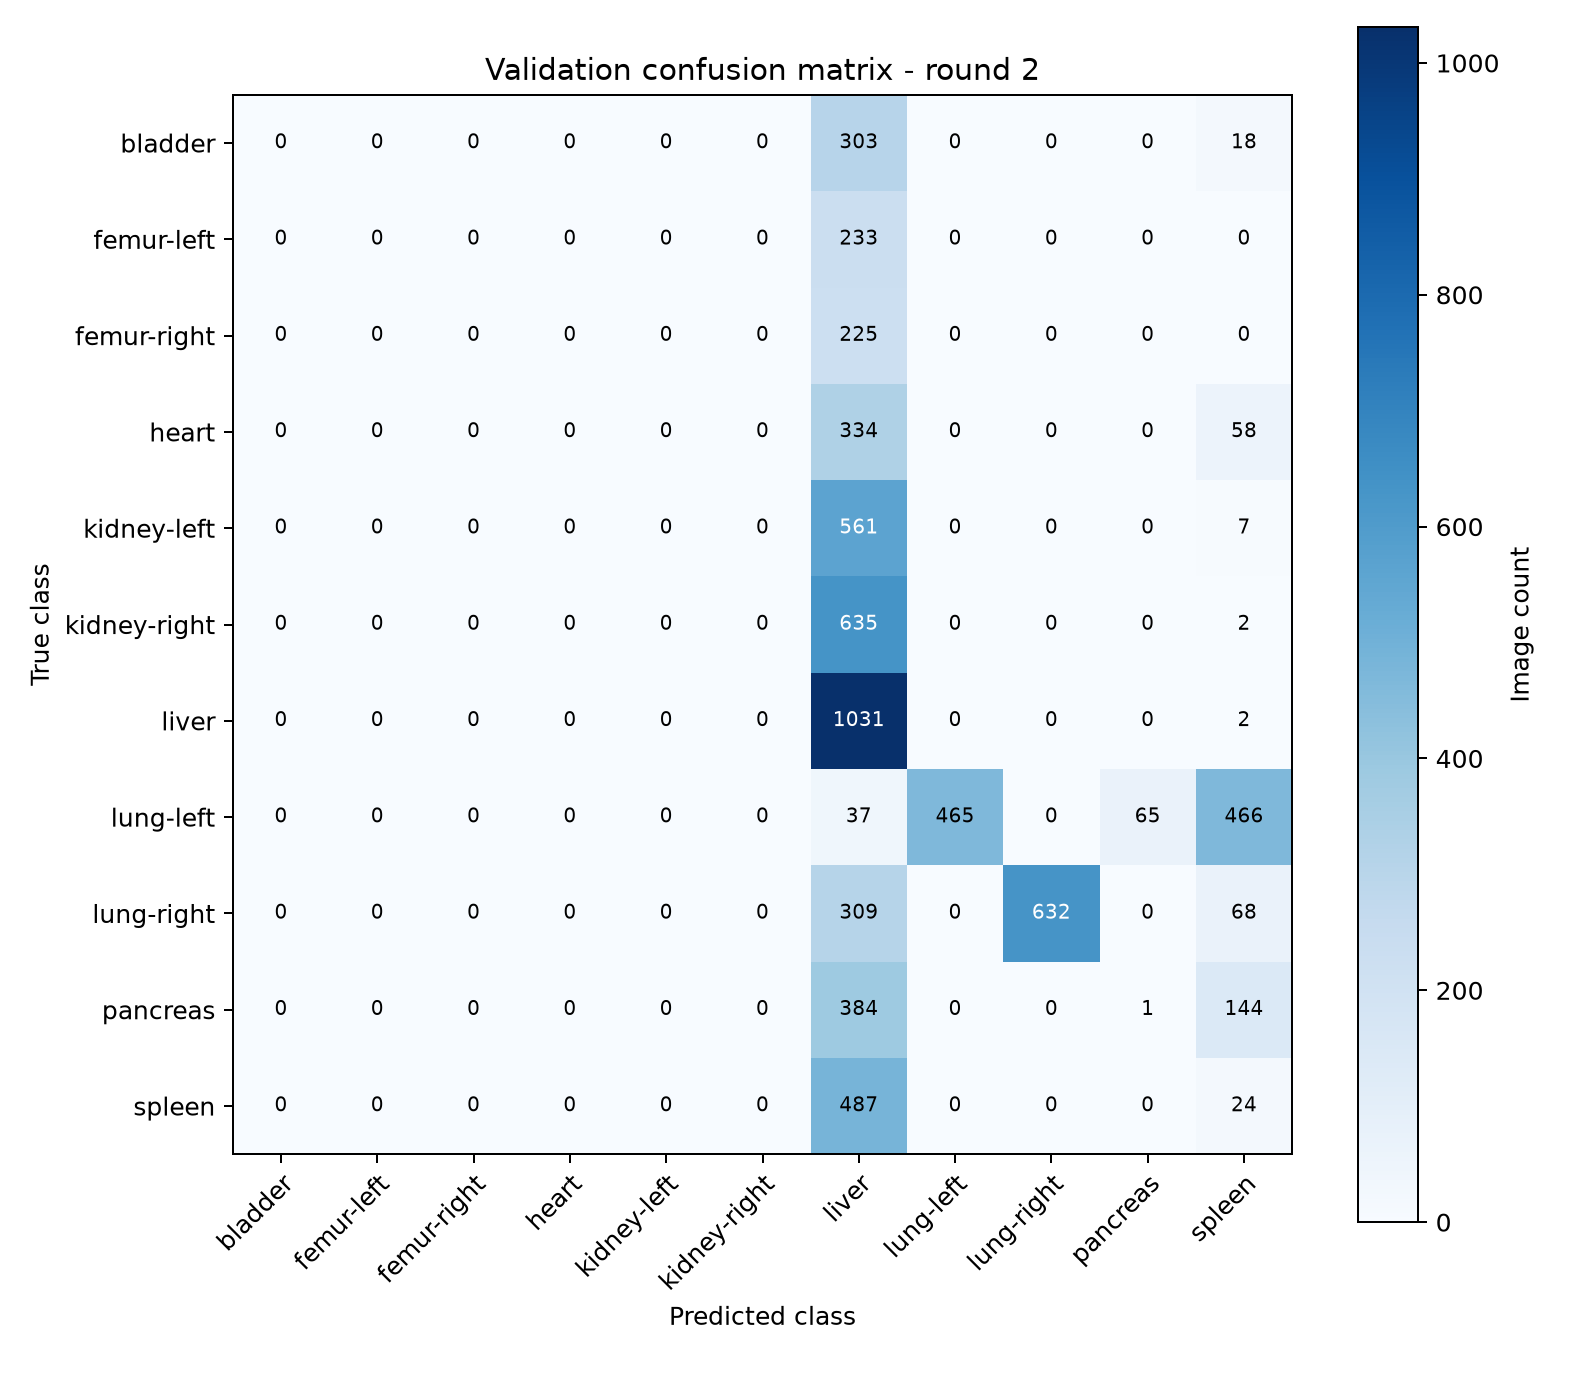 Validation confusion matrix - round 2
True class
bladder 0 0 0 0 0 0 303 0 0 0 18
femur-left 0 0 0 0 0 0 233 0 0 0 0
femur-right 0 0 0 0 0 0 225 0 0 0 0
heart 0 0 0 0 0 0 334 0 0 0 58
kidney-left 0 0 0 0 0 0 561 0 0 0 7
kidney-right 0 0 0 0 0 0 635 0 0 0 2
liver 0 0 0 0 0 0 1031 0 0 0 2
lung-left 0 0 0 0 0 0 37 465 0 65 466
lung-right 0 0 0 0 0 0 309 0 632 0 68
pancreas 0 0 0 0 0 0 384 0 0 1 144
spleen 0 0 0 0 0 0 487 0 0 0 24
bladder femur-left femur-right heart kidney-left kidney-right liver lung-left lung-right pancreas spleen
Predicted class
1000
800
600
400
200
0
Image count